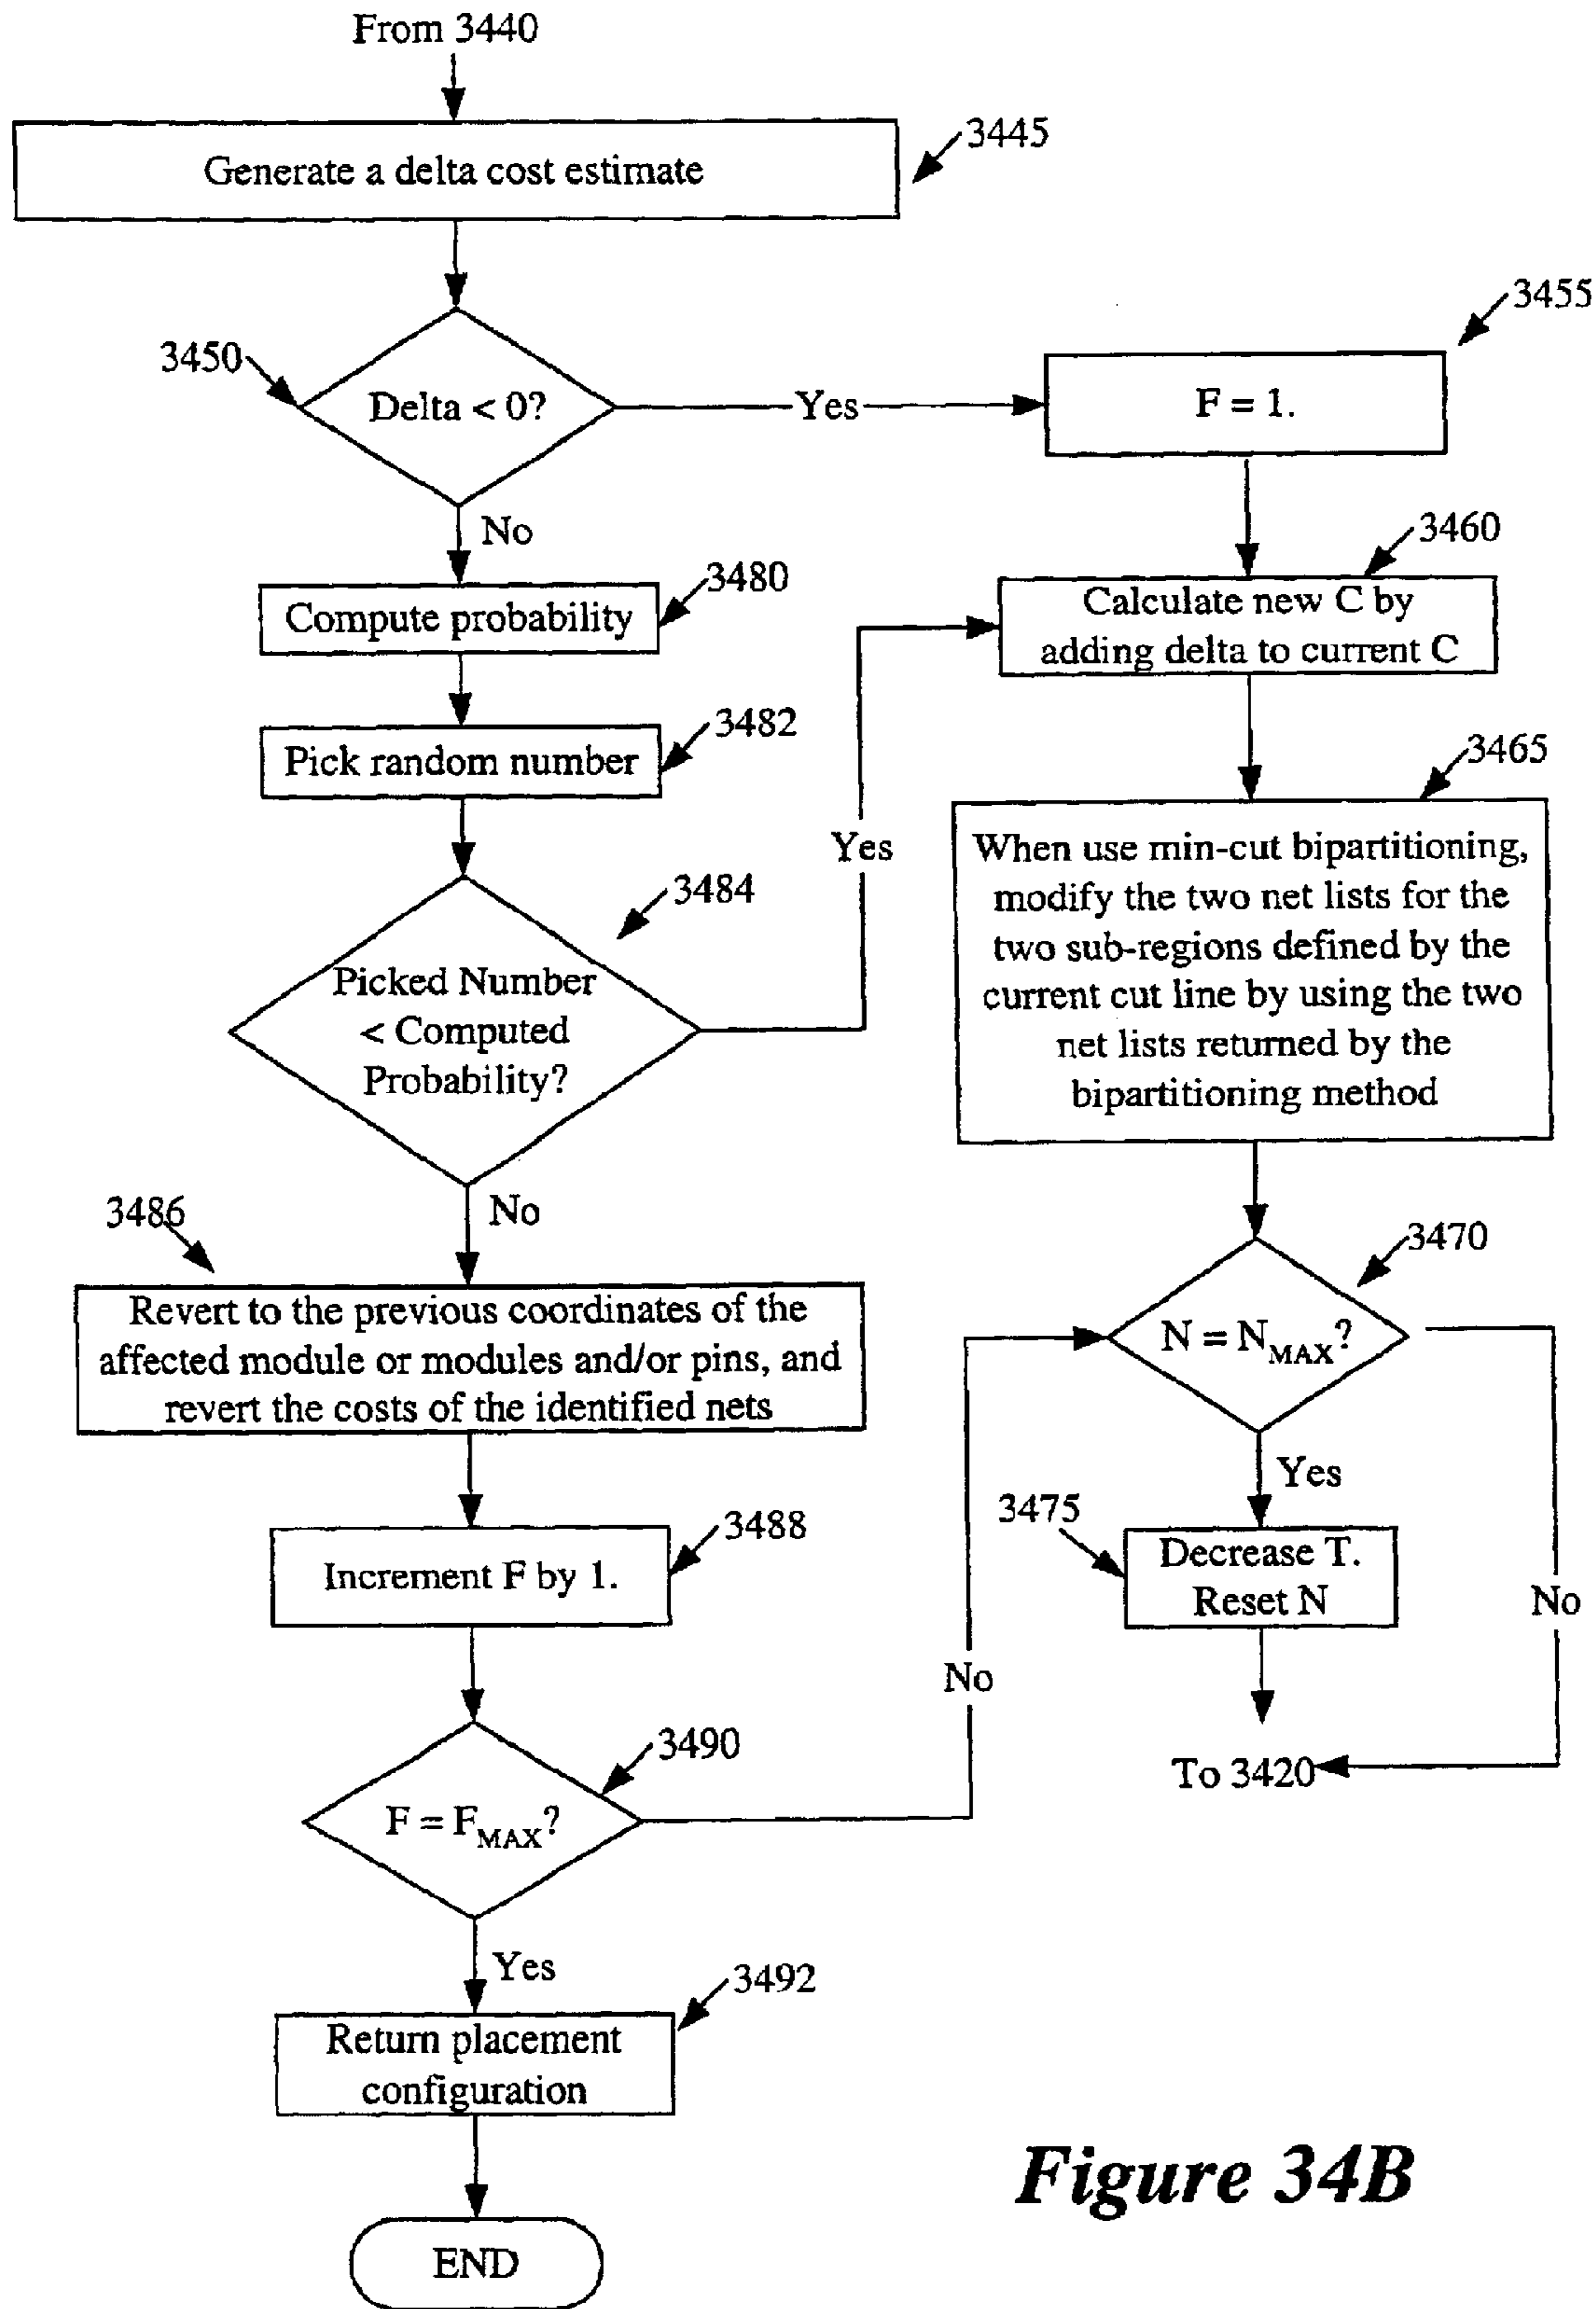 From 3440
Generate a delta cost estimate
3445
3450
Delta < 0?
Yes
3455
F = 1.
No
3480
Compute probability
3460
Calculate new C by
adding delta to current C
3482
Pick random number
3465
When use min-cut bipartitioning,
modify the two net lists for the
two sub-regions defined by the
current cut line by using the two
net lists returned by the
bipartitioning method
Yes
3484
Picked Number
< Computed
Probability?
No
3486
Revert to the previous coordinates of the
affected module or modules and/or pins, and
revert the costs of the identified nets
3470
N = NMAX?
Yes
3475
Decrease T.
Reset N
No
3488
Increment F by 1.
No
To 3420
3490
F = FMAX?
Yes
3492
Return placement
configuration
END
Figure 34B